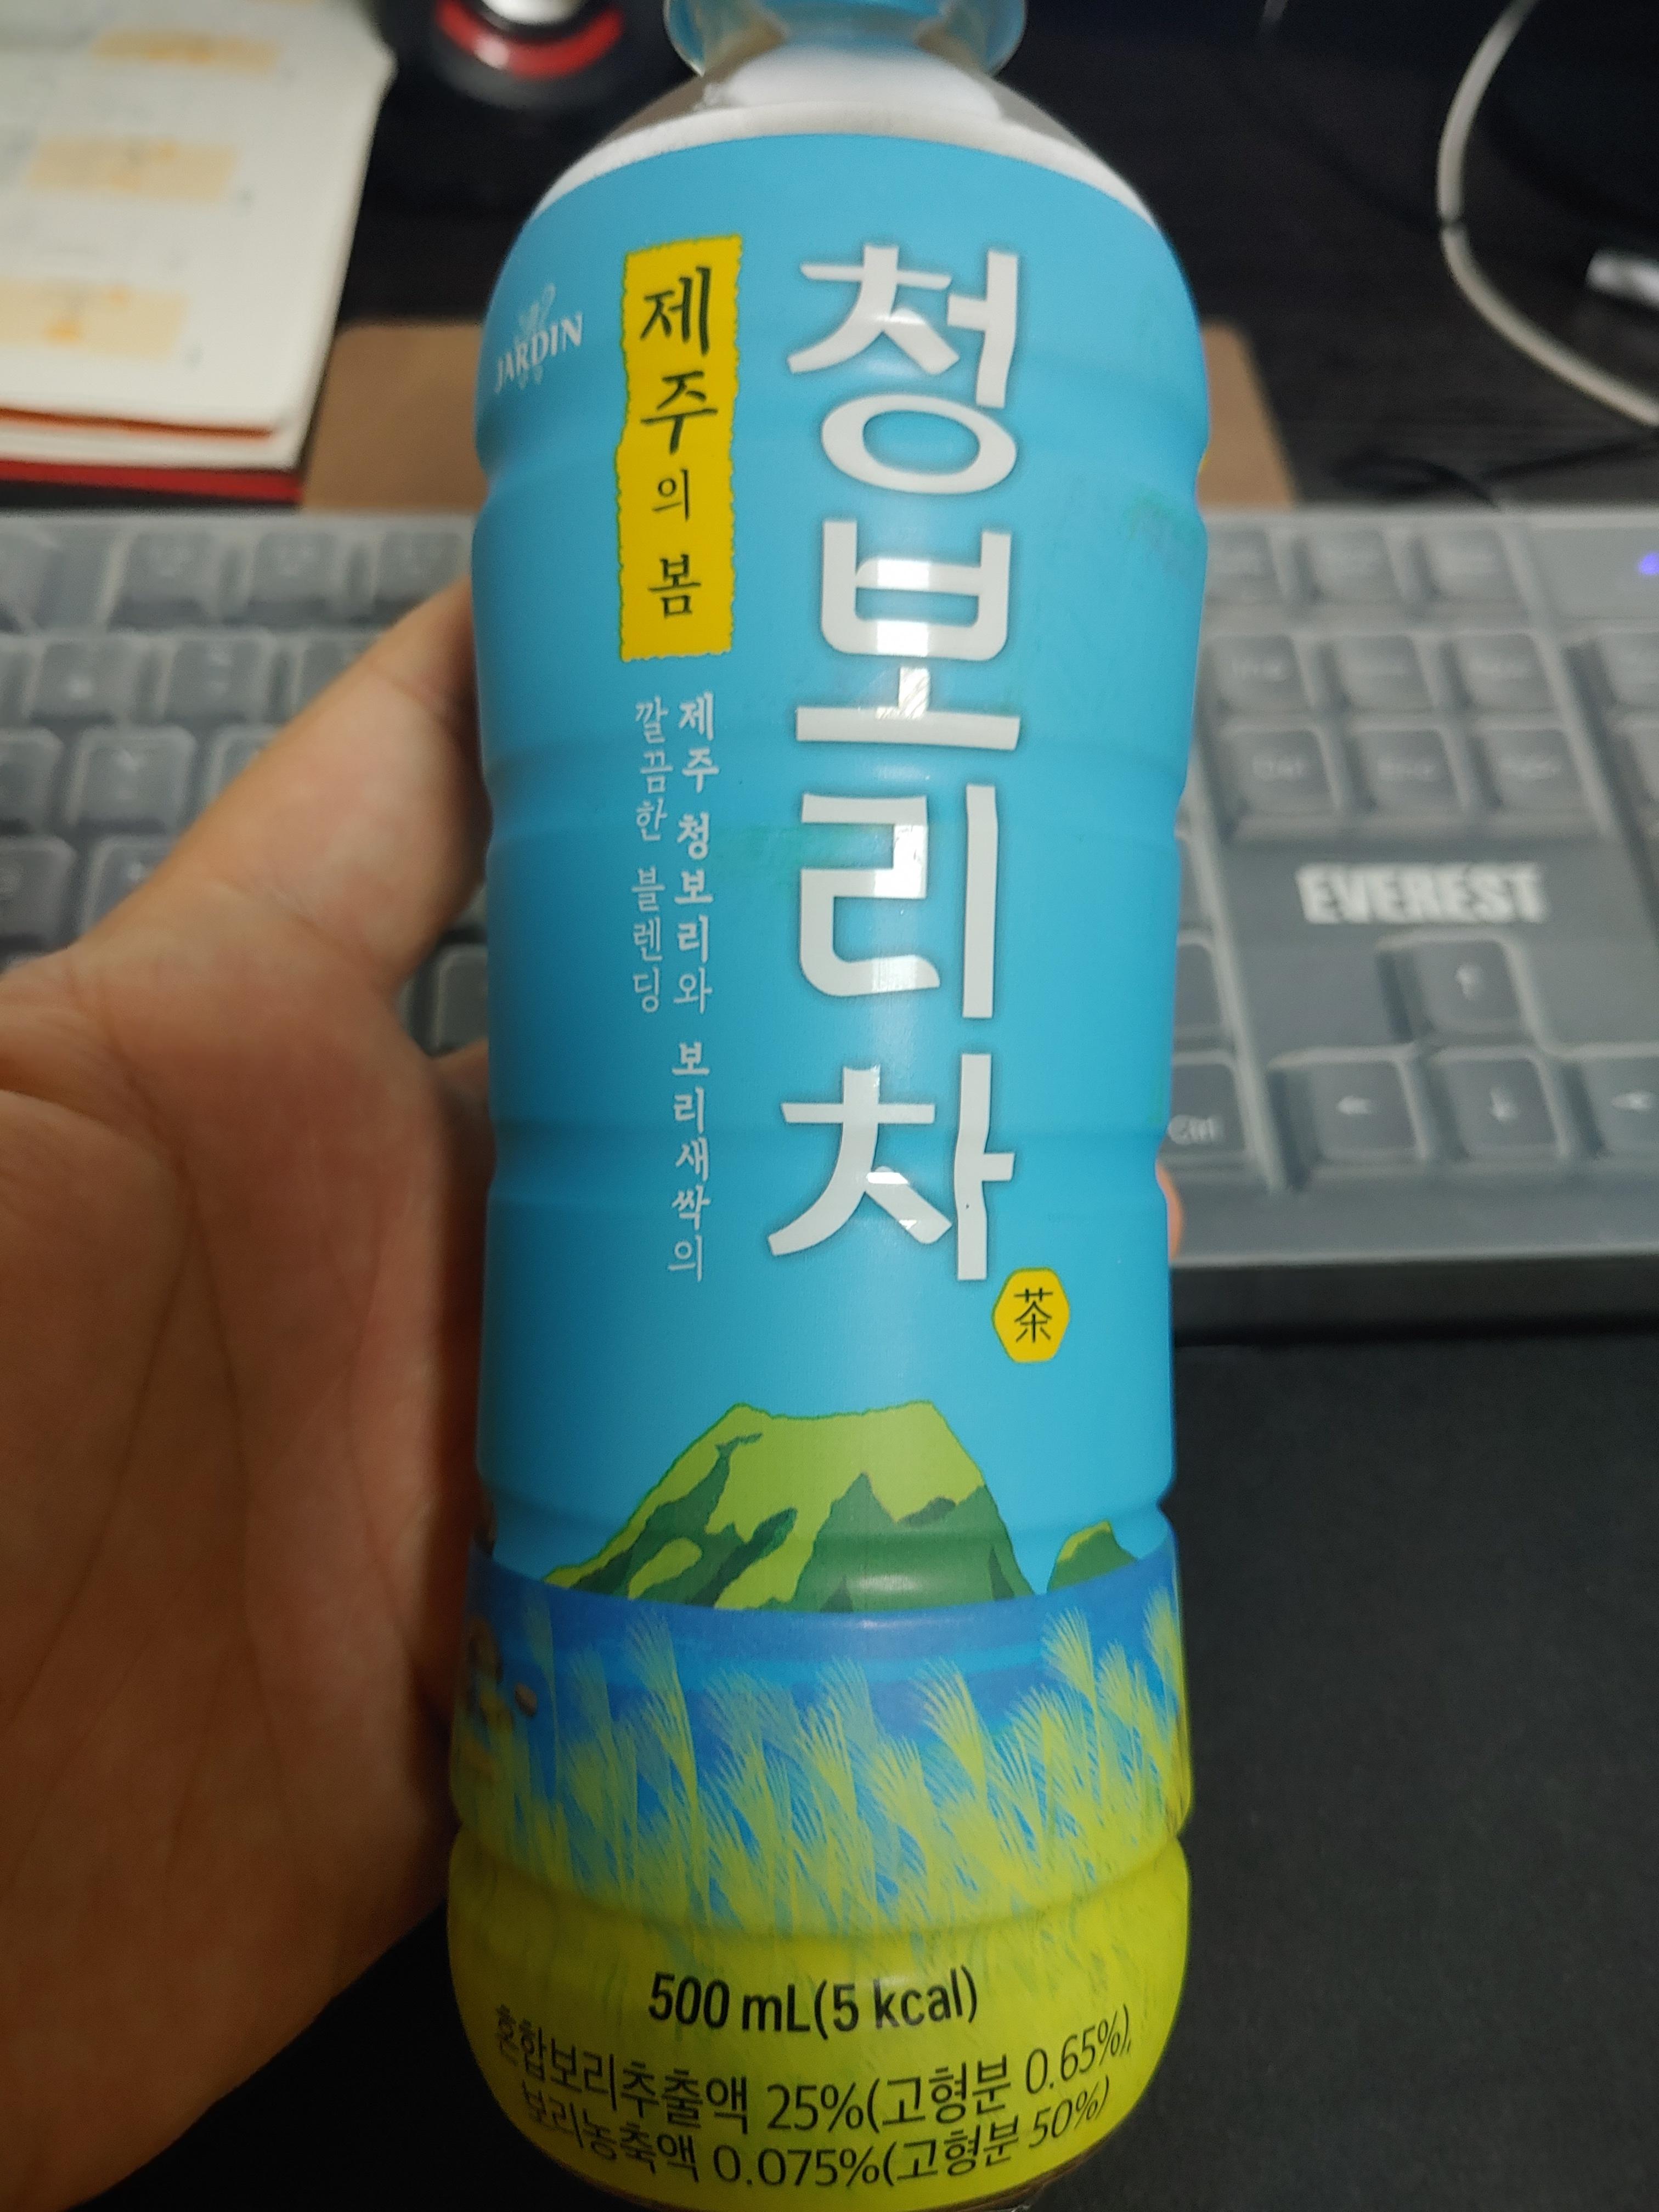 JARDIN
제주의 봄
청보리차
茶
제주 청보리와 보리새싹의
깔끔한 블렌딩
500 mL(5 kcal)
혼합보리추출액 25%(고형분 0.65%),
보리농축액 0.075%(고형분 50%)
EVEREST
Ctrl